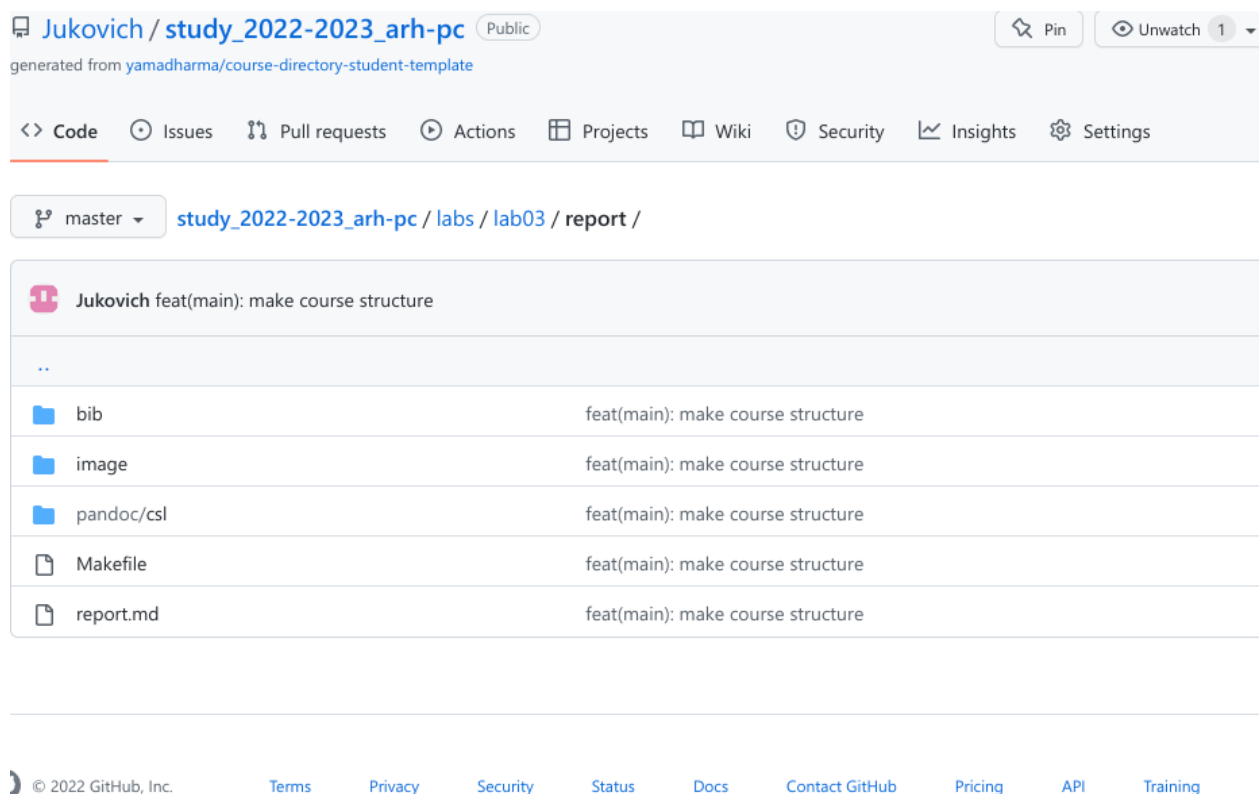 Jukovich / study_2022-2023_arh-pc Public Pin Unwatch 1
generated from yamadharma/course-directory-student-template
<> Code Issues Pull requests Actions Projects Wiki Security Insights Settings
master study_2022-2023_arh-pc / labs / lab03 / report /
Jukovich feat(main): make course structure
..
bib feat(main): make course structure
image feat(main): make course structure
pandoc/csl feat(main): make course structure
Makefile feat(main): make course structure
report.md feat(main): make course structure
© 2022 GitHub, Inc. Terms Privacy Security Status Docs Contact GitHub Pricing API Training